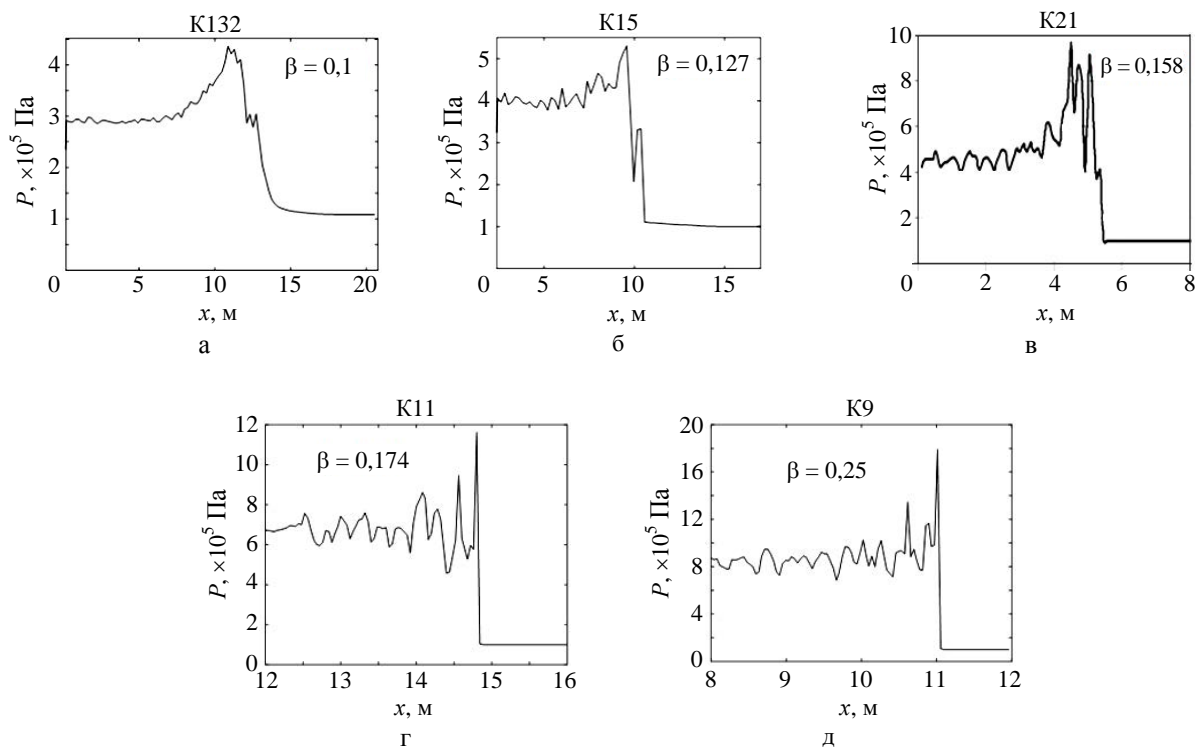 К132
P, ×10⁵ Па
4
3
2
1
0
β = 0,1
5
10
15
20
x, м
а
К15
P, ×10⁵ Па
5
4
3
2
1
0
β = 0,127
5
10
15
x, м
б
К21
P, ×10⁵ Па
10
8
6
4
2
0
β = 0,158
2
4
6
8
x, м
в
К11
P, ×10⁵ Па
12
10
8
6
4
2
0
β = 0,174
12
13
14
15
16
x, м
г
К9
P, ×10⁵ Па
20
16
12
8
4
0
β = 0,25
8
9
10
11
12
x, м
д